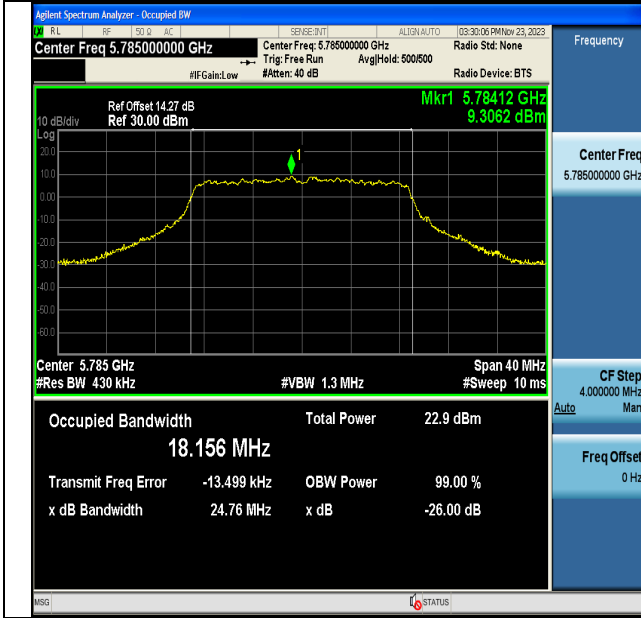 Agilent Spectrum Analyzer - Occupied BW
RL RF 50 Ω AC SENSE:INT ALIGN AUTO 03:30:06 PM Nov 23, 2023
Center Freq 5.785000000 GHz
Center Freq: 5.785000000 GHz Radio Std: None
Trig: Free Run Avg|Hold: 500/500
#IFGain:Low #Atten: 40 dB Radio Device: BTS
Frequency
Ref Offset 14.27 dB
Mkr1 5.78412 GHz
10 dB/div Ref 30.00 dBm 9.3062 dBm
Log
20.0
10.0
0.00
-10.0
-20.0
-30.0
-40.0
-50.0
-60.0
1
Center 5.785 GHz Span 40 MHz
#Res BW 430 kHz #VBW 1.3 MHz #Sweep 10 ms
Occupied Bandwidth Total Power 22.9 dBm
18.156 MHz
Transmit Freq Error -13.499 kHz OBW Power 99.00 %
x dB Bandwidth 24.76 MHz x dB -26.00 dB
Center Freq
5.785000000 GHz
CF Step
4.000000 MHz
Auto Man
Freq Offset
0 Hz
MSG STATUS